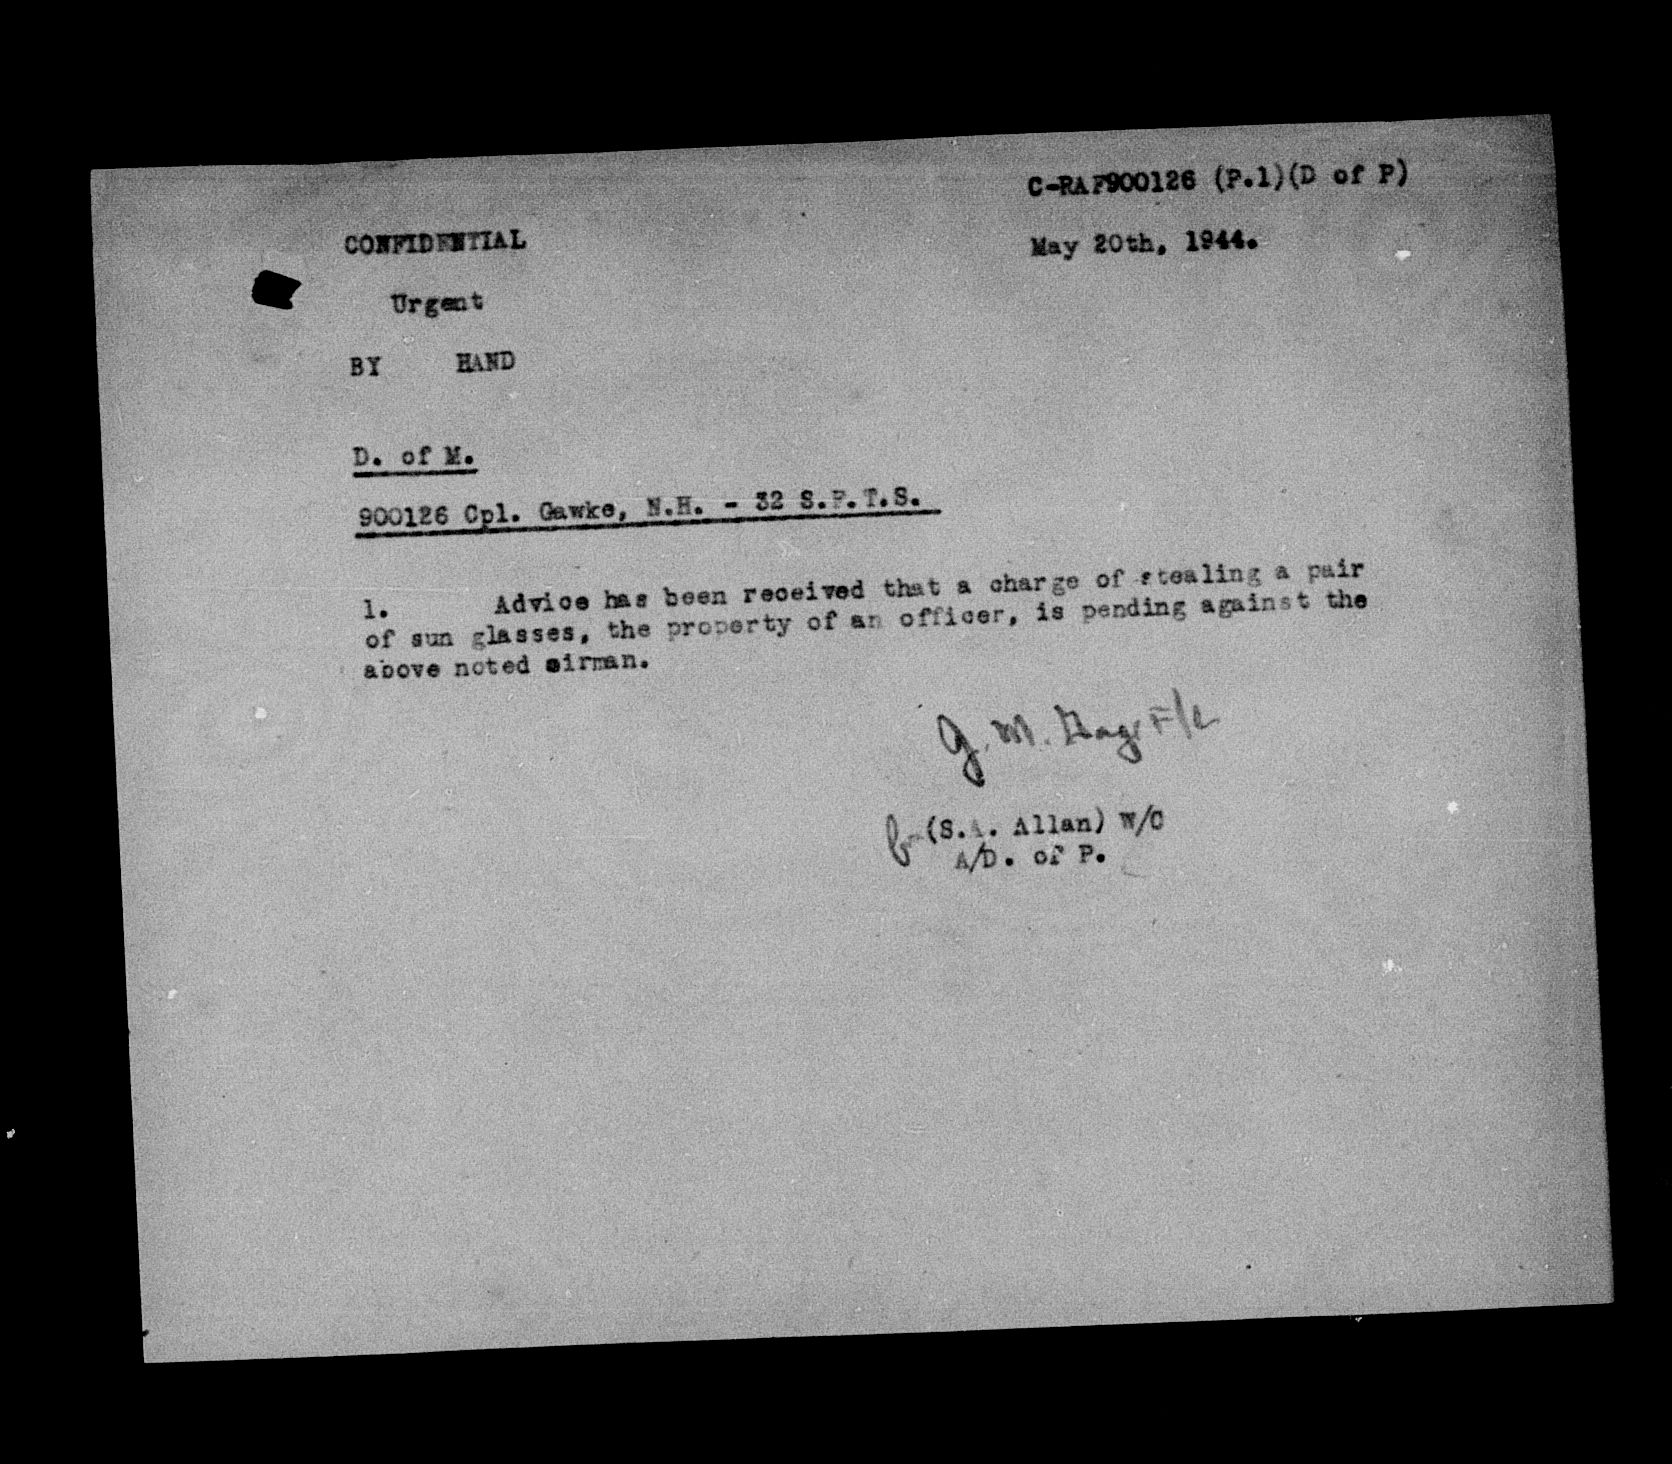 C-RAF900126 (P.1)(D of P)
CONFIDENTIAL
May 20th, 1944.
Urgent
BY HAND
D. of M.
900126 Cpl. Gawke, N.H. - 32 S.F.T.S.
1. Advice has been received that a charge of stealing a pair
of sun glasses, the property of an officer, is pending against the
above noted airman.
J. M. F/L
for (S.A. Allan) W/C
A/D. of P.